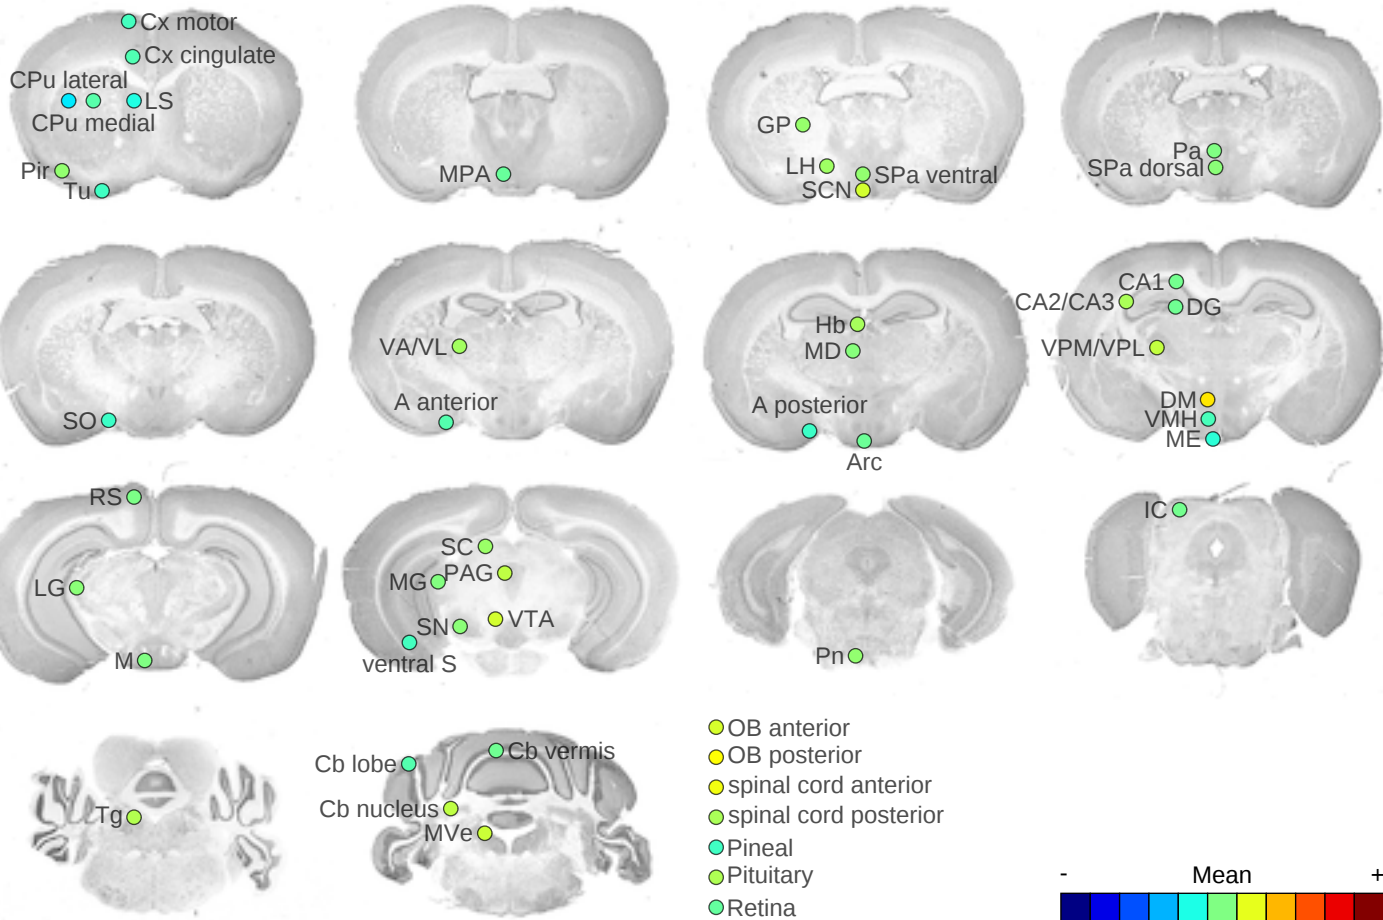 Cx motor
Cx cingulate
CPu lateral
LS
CPu medial
Pir
Tu
MPA
GP
LH
SPa ventral
SCN
Pa
SPa dorsal
SO
VA/VL
A anterior
Hb
MD
A posterior
Arc
CA1
CA2/CA3
DG
VPM/VPL
DM
VMH
ME
RS
LG
M
SC
PAG
MG
VTA
SN
ventral S
Pn
IC
Tg
Cb lobe
Cb vermis
Cb nucleus
MVe
OB anterior
OB posterior
spinal cord anterior
spinal cord posterior
Pineal
Pituitary
Retina
- Mean +